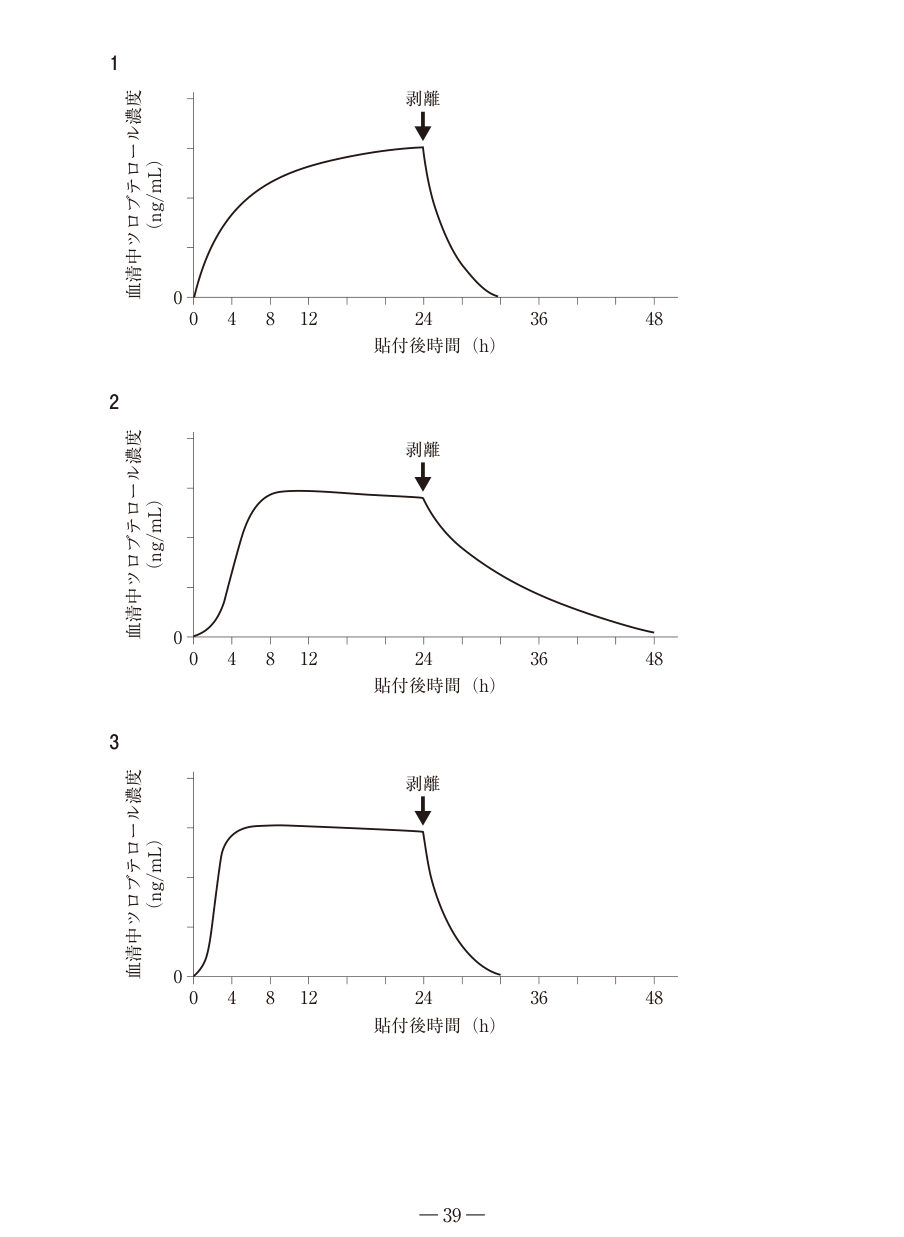 1
血清中ツロブテロール濃度
（ng/mL）
剥離
0
0 4 8 12 24 36 48
貼付後時間（h）
2
血清中ツロブテロール濃度
（ng/mL）
剥離
0
0 4 8 12 24 36 48
貼付後時間（h）
3
血清中ツロブテロール濃度
（ng/mL）
剥離
0
0 4 8 12 24 36 48
貼付後時間（h）
— 39 —